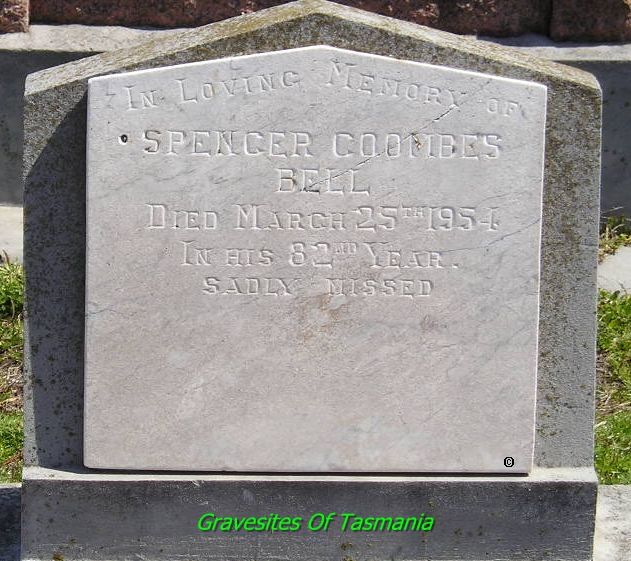 In Loving Memory of
SPENCER COOMBES
BELL
Died March 25TH 1954
In his 82ND Year.
SADLY MISSED
©
Gravesites Of Tasmania